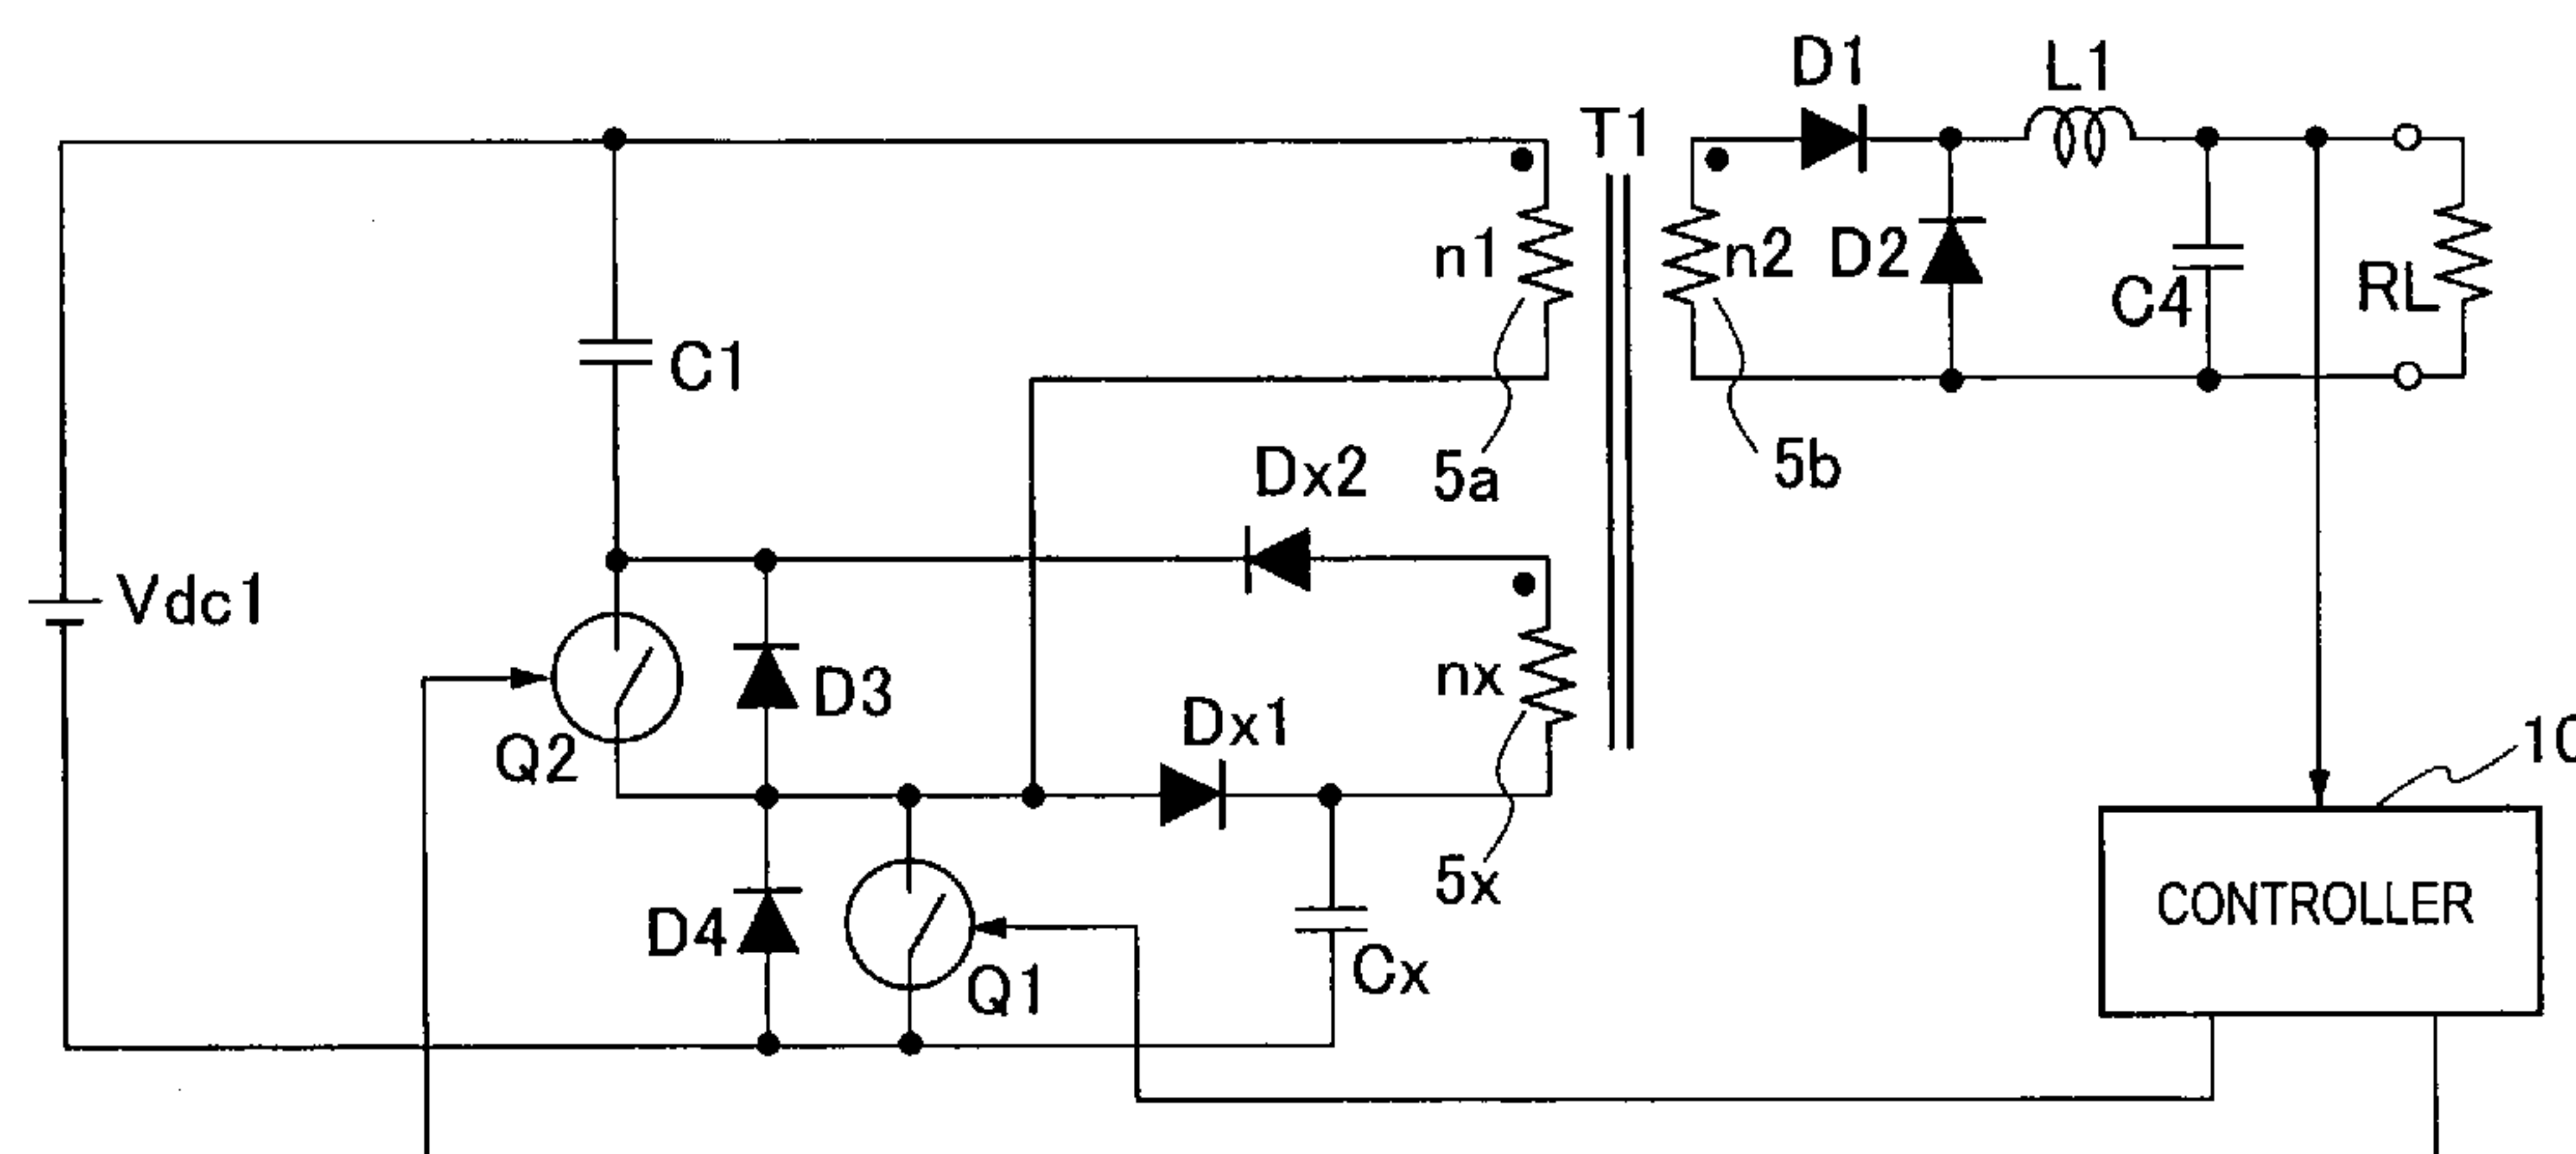 D1
L1
T1
n1
n2
D2
C4
RL
C1
5a
5b
Dx2
Vdc1
D3
nx
Q2
Dx1
10
5x
D4
Q1
Cx
CONTROLLER